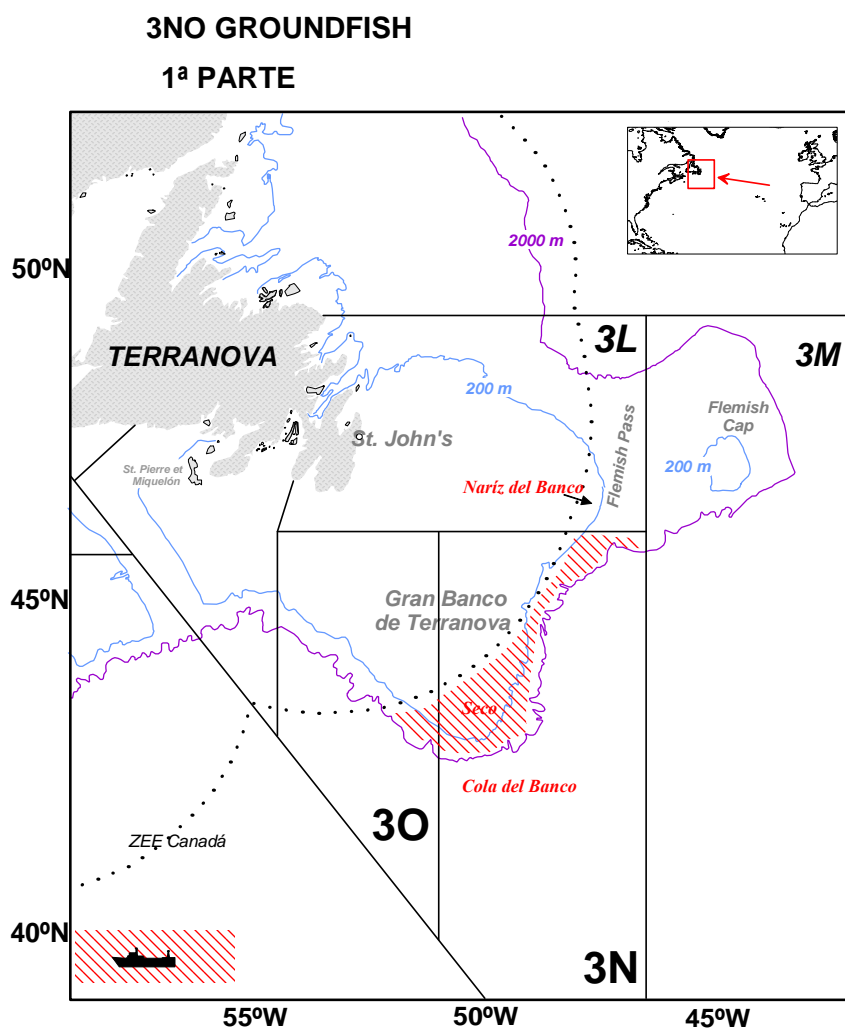 3NO GROUNDFISH
1ª PARTE
50ºN
2000 m
3L
3M
TERRANOVA
200 m
Flemish
Cap
Flemish Pass
St. John's
St. Pierre et
Miquelón
200 m
Naríz del Banco
45ºN
Gran Banco
de Terranova
Seco
Cola del Banco
3O
ZEE Canadá
40ºN
3N
55ºW
50ºW
45ºW